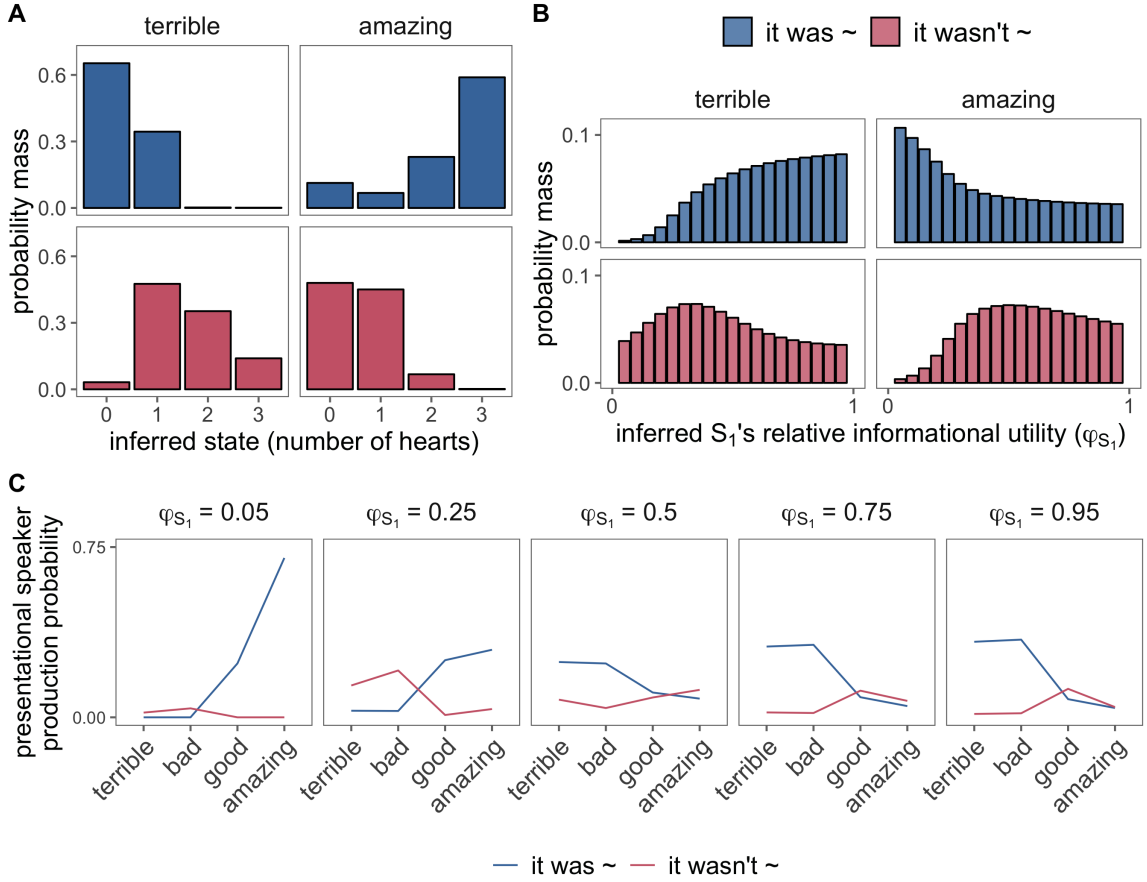 A
terrible amazing
probability mass
0.6
0.3
0.0
0.6
0.3
0.0
0 1 2 3 0 1 2 3
inferred state (number of hearts)
B
it was ~ it wasn't ~
terrible amazing
probability mass
0.1
0.0
probability mass
0.1
0.0
0 1 0 1
inferred S₁'s relative informational utility (φS₁)
C
φS₁ = 0.05 φS₁ = 0.25 φS₁ = 0.5 φS₁ = 0.75 φS₁ = 0.95
presentational speaker
production probability
0.75
0.00
terrible bad good amazing terrible bad good amazing terrible bad good amazing terrible bad good amazing terrible bad good amazing
it was ~ it wasn't ~